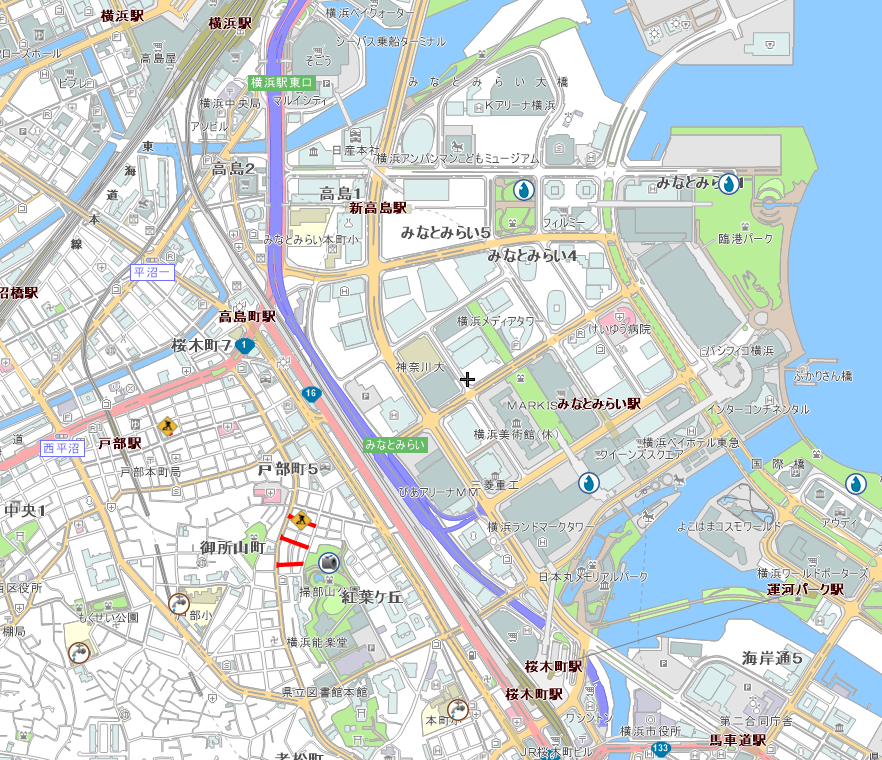 横浜駅
横浜駅
横浜ベイクォーター
シーバス乗船ターミナル
高島屋
そごう
ビブレ
横浜駅東口
みなとみらい大橋
横浜中央局
マルインティ
Kアリーナ横浜
アソビル
東海道本線
日産本社
横浜アンパンマンこどもミュージアム
高島2
高島1
新高島駅
みなとみらい5
フィルミー
臨港パーク
みなとみらい本町小
みなとみらい4
平沼一
高島町駅
桜木町7
1
横浜メディアタワー
けいゆう病院
パシフィコ横浜
神奈川大
ぷかりさん橋
16
MARKIS
みなとみらい駅
インターコンチネンタル
西平沼
戸部駅
みなとみらい
横浜美術館(休)
横浜ベイホテル東急
クイーンズスクエア
戸部本町局
戸部町5
国際橋
三菱重工
ぴあアリーナMM
中央1
横浜ランドマークタワー
よこはまコスモワールド
御所山町
日本丸メモリアルパーク
横浜ワールドポーターズ
運河パーク駅
紅葉ケ丘
もくせい公園
横浜能楽堂
海岸通5
桜木町駅
県立図書館本館
桜木町駅
ワシントン
横浜市役所
第二合同庁舎
馬車道駅
133
JR桜木町ビル
老松町